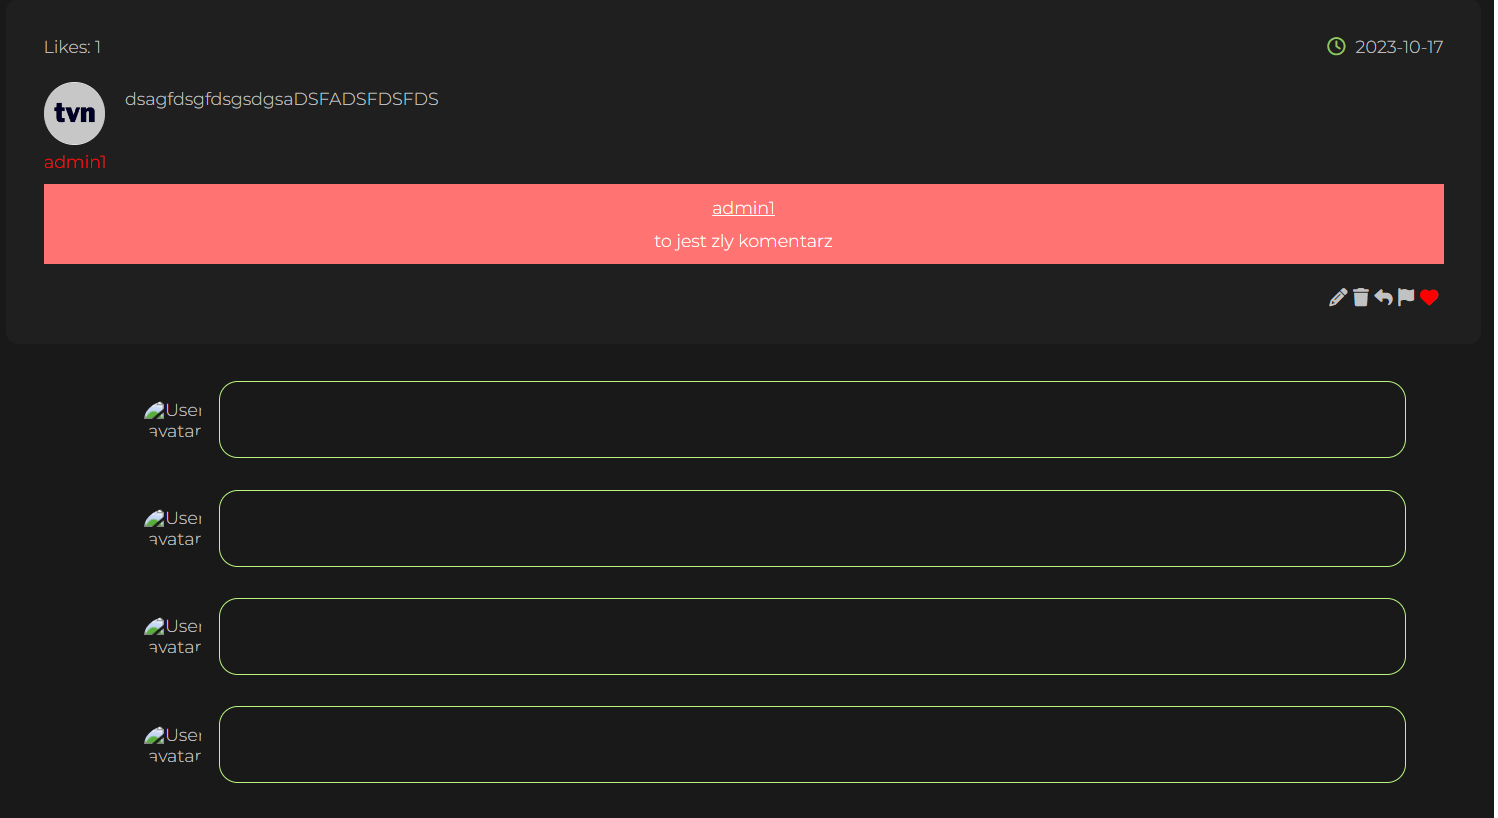 Likes: 1
2023-10-17
tvn
dsagfdsgfdsgsdgsaDSFADSFDSFDS
admin1
admin1
to jest zly komentarz
User
avatar
User
avatar
User
avatar
User
avatar